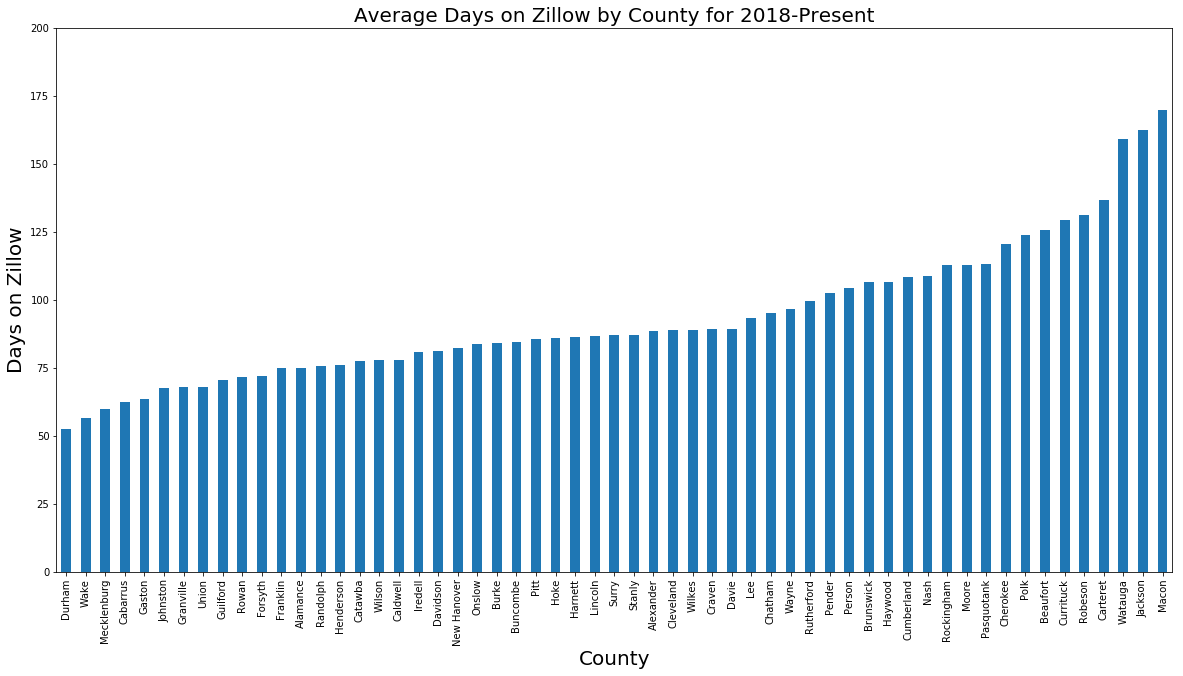 Average Days on Zillow by County for 2018-Present
Days on Zillow
200
175
150
125
100
75
50
25
0
Durham
Wake
Mecklenburg
Cabarrus
Gaston
Johnston
Granville
Union
Guilford
Rowan
Forsyth
Franklin
Alamance
Randolph
Henderson
Catawba
Wilson
Caldwell
Iredell
Davidson
New Hanover
Onslow
Burke
Buncombe
Pitt
Hoke
Harnett
Lincoln
Surry
Stanly
Alexander
Cleveland
Wilkes
Craven
Davie
Lee
Chatham
Wayne
Rutherford
Pender
Person
Brunswick
Haywood
Cumberland
Nash
Rockingham
Moore
Pasquotank
Cherokee
Polk
Beaufort
Currituck
Robeson
Carteret
Watauga
Jackson
Macon
County